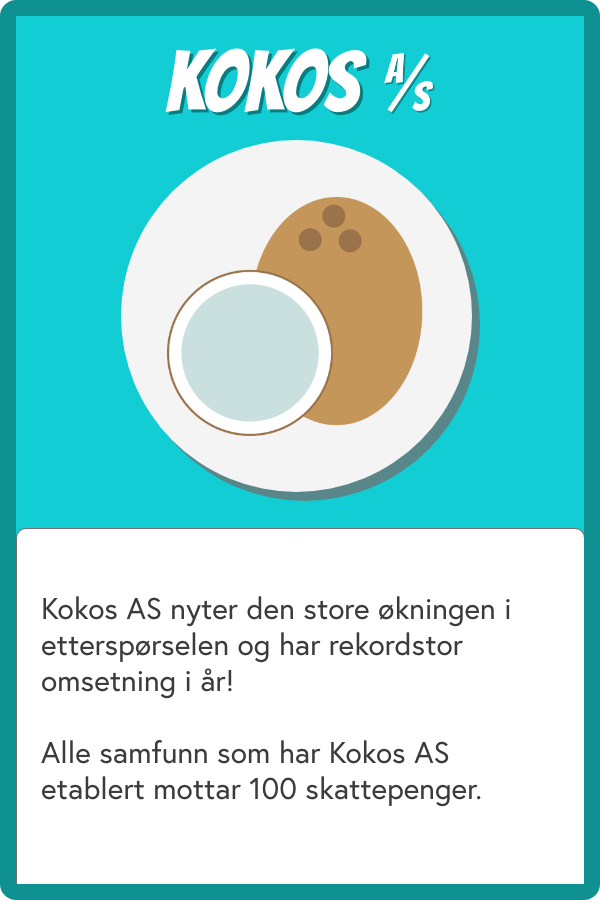 KOKOS A/S
Kokos AS nyter den store økningen i
etterspørselen og har rekordstor
omsetning i år!
Alle samfunn som har Kokos AS
etablert mottar 100 skattepenger.